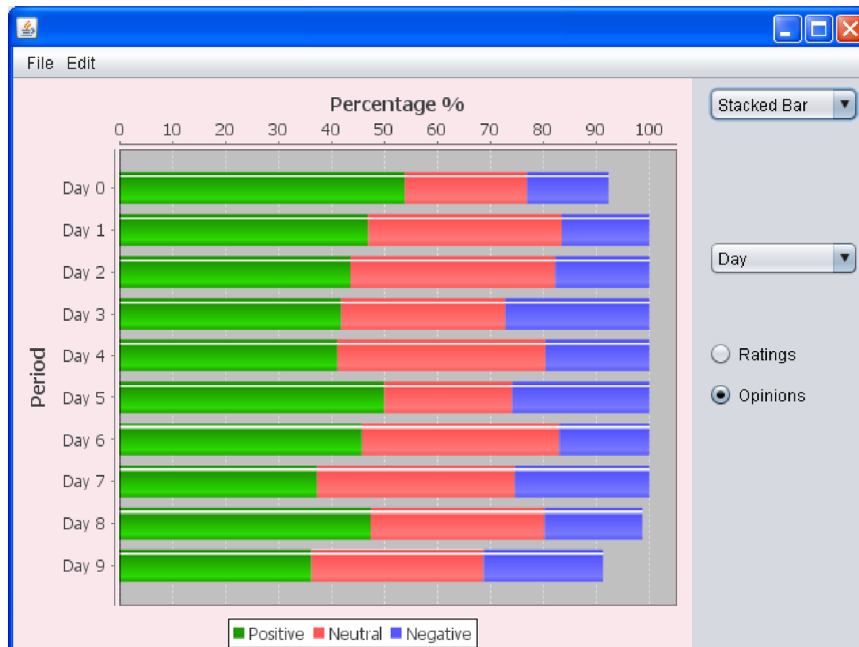 File Edit
Percentage %
0 10 20 30 40 50 60 70 80 90 100
Stacked Bar
Day 0
Day 1
Day 2
Day 3
Day 4
Day 5
Day 6
Day 7
Day 8
Day 9
Period
Day
Ratings
Opinions
Positive Neutral Negative